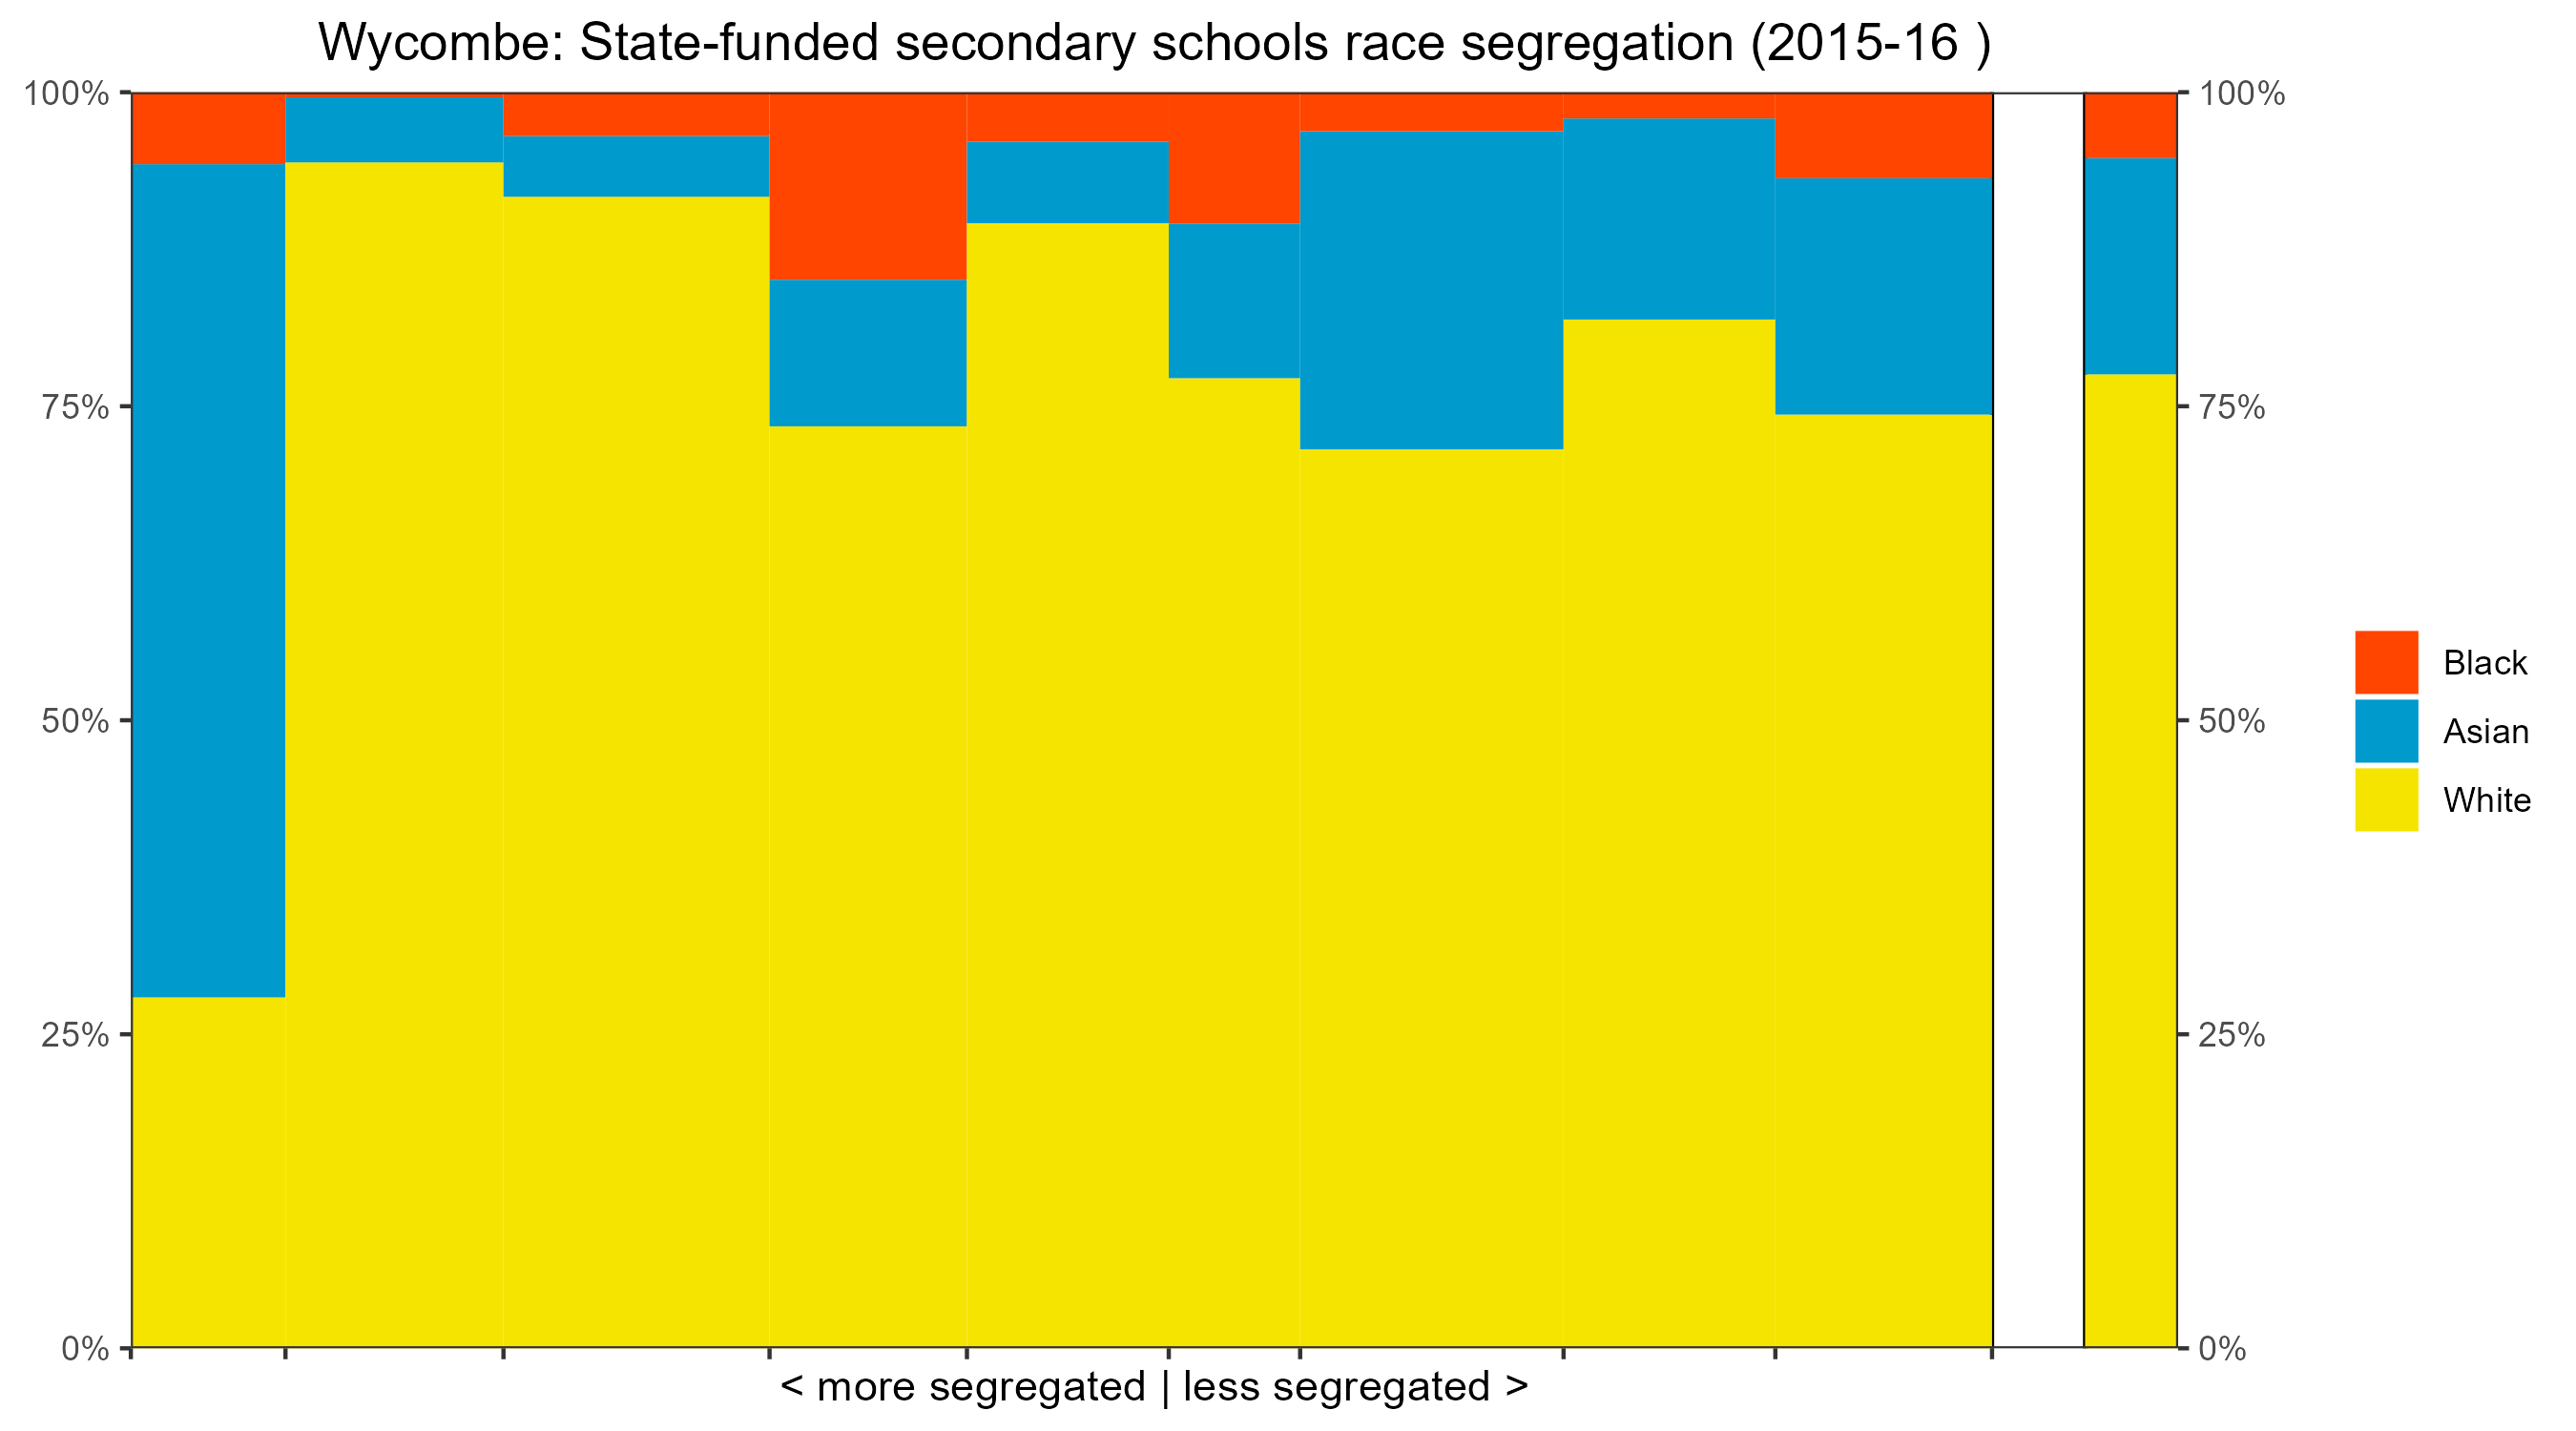 Wycombe: State-funded secondary schools race segregation (2015-16 )
100%
75%
50%
25%
0%
100%
75%
50%
25%
0%
Black
Asian
White
< more segregated | less segregated >